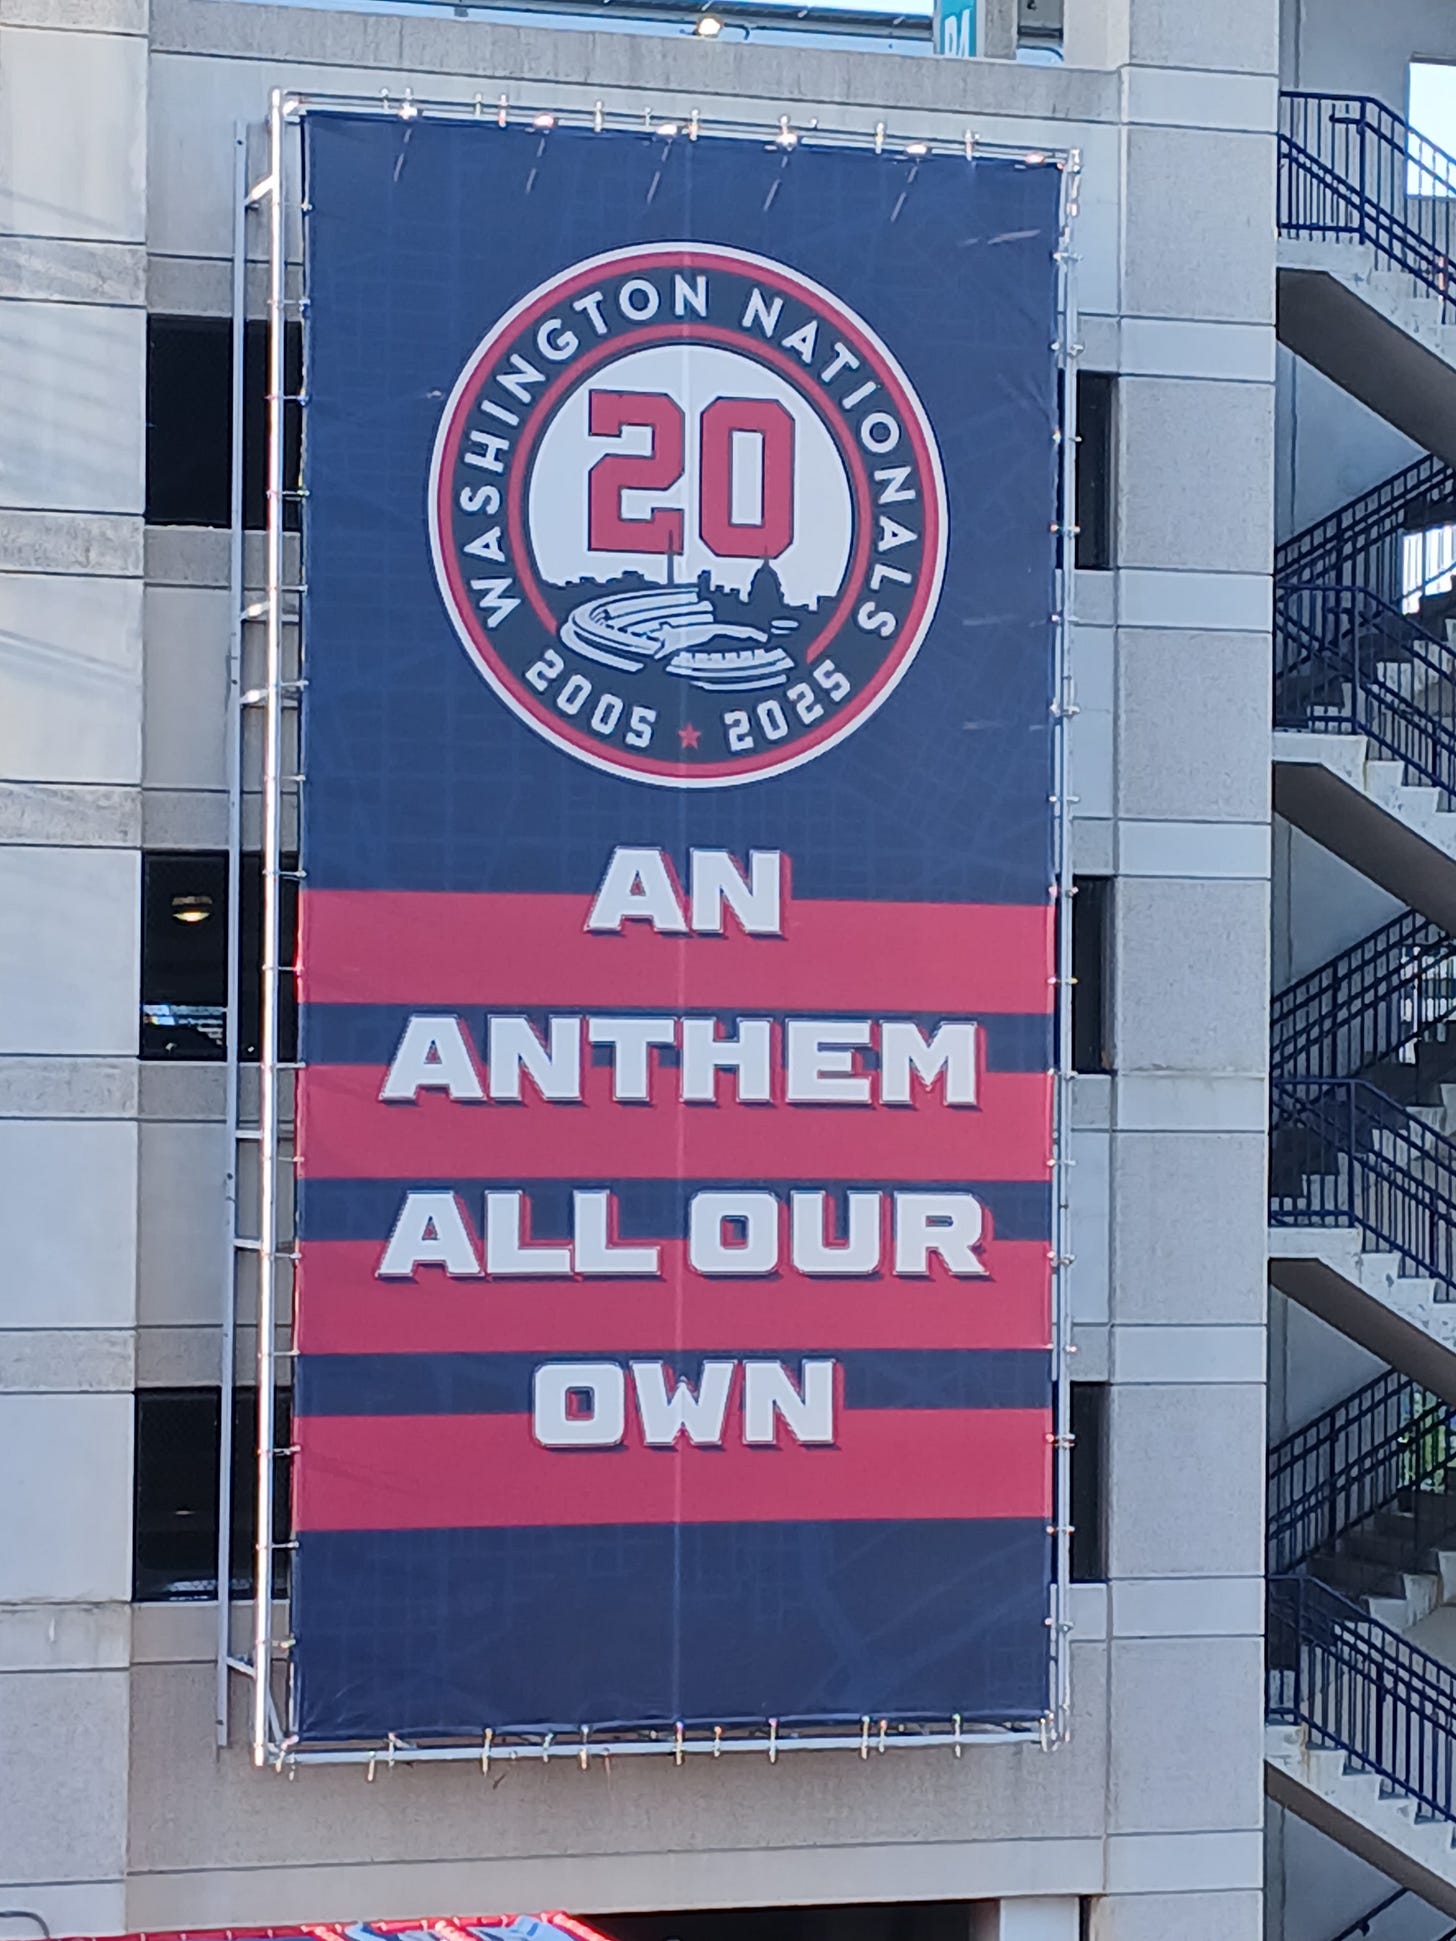 WASHINGTON NATIONALS
20
2005 ★ 2025
AN
ANTHEM
ALL OUR
OWN